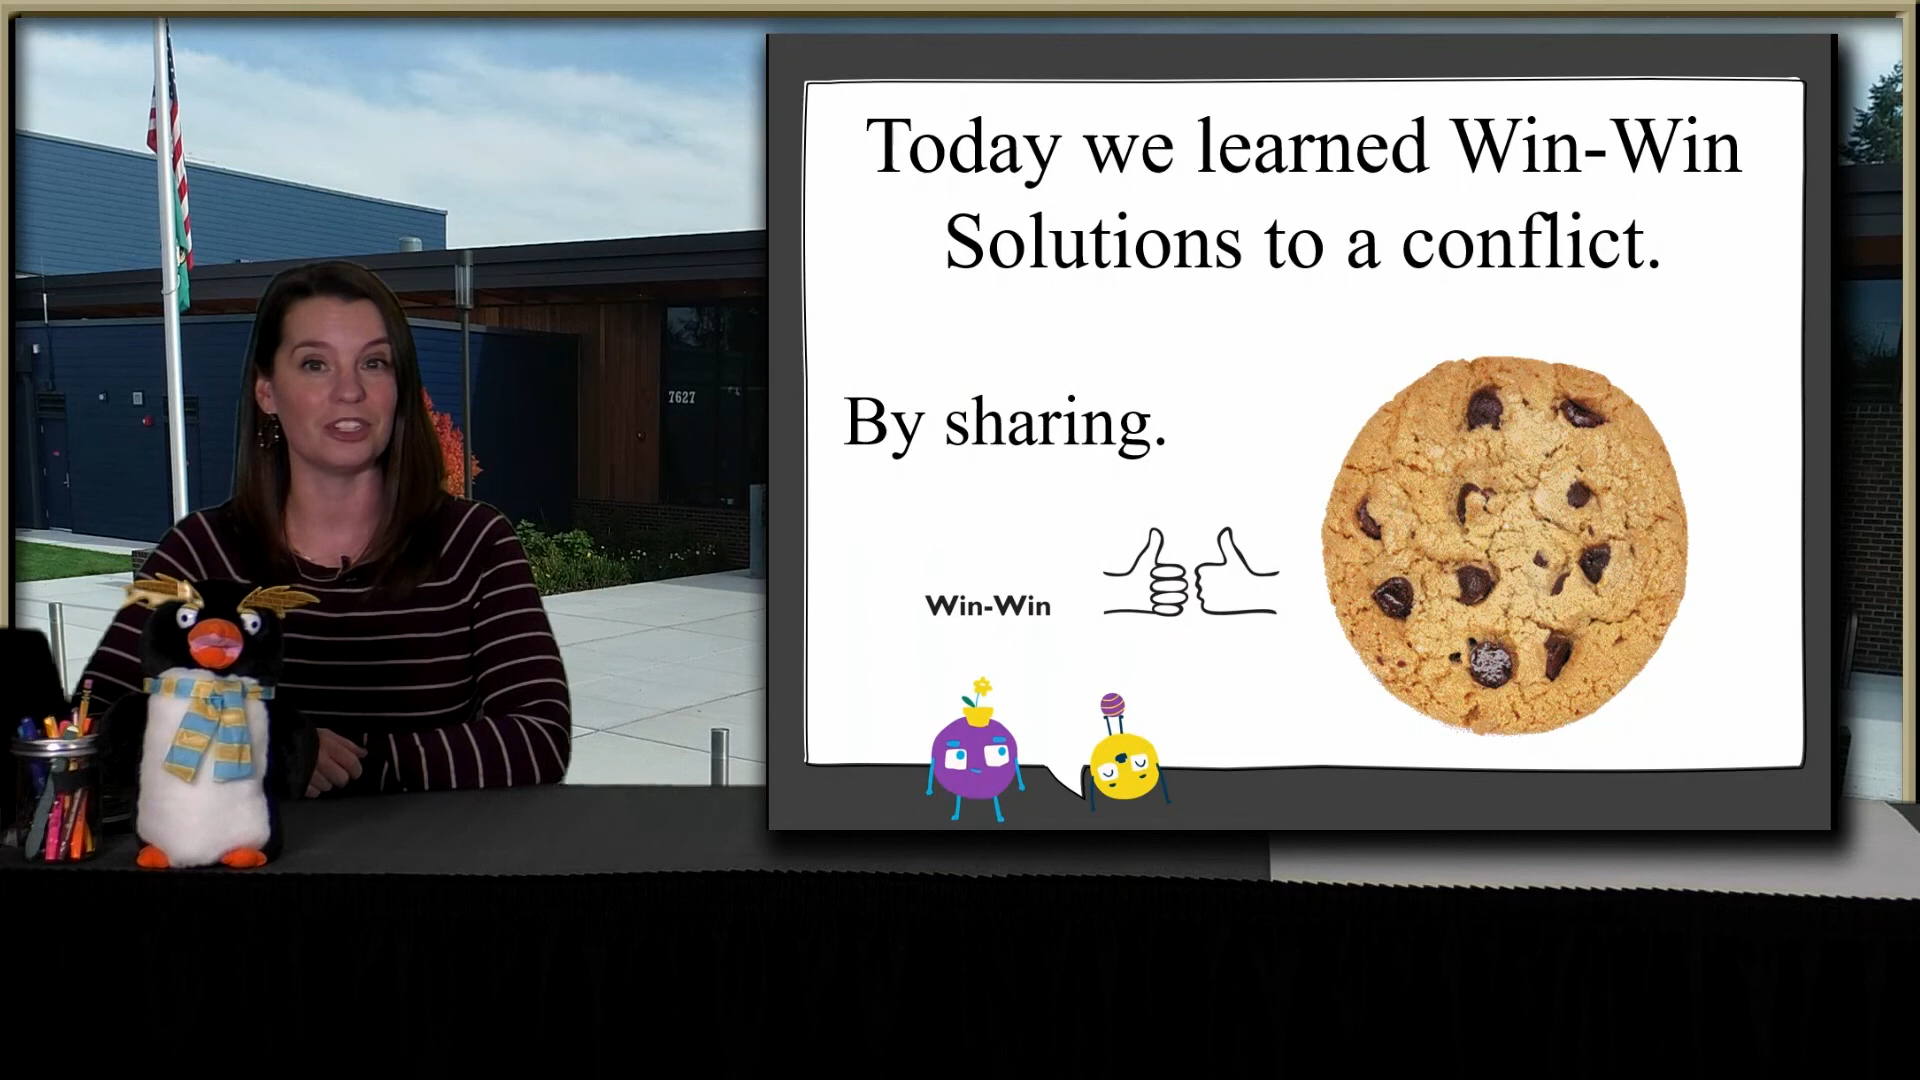 7627
Today we learned Win-Win
Solutions to a conflict.
By sharing.
Win-Win